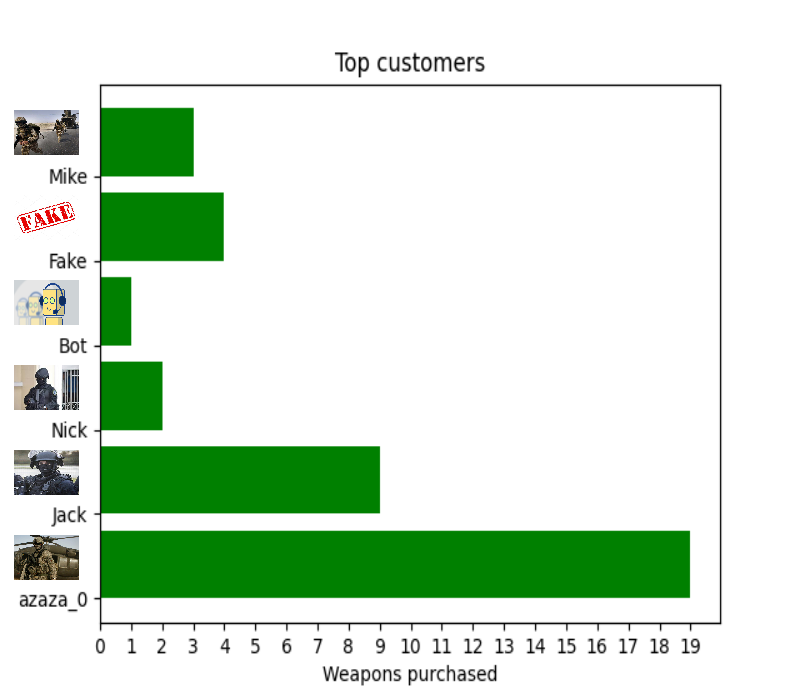 Top customers
Mike
FAKE
Fake
Bot
Nick
Jack
azaza_0
0 1 2 3 4 5 6 7 8 9 10 11 12 13 14 15 16 17 18 19
Weapons purchased